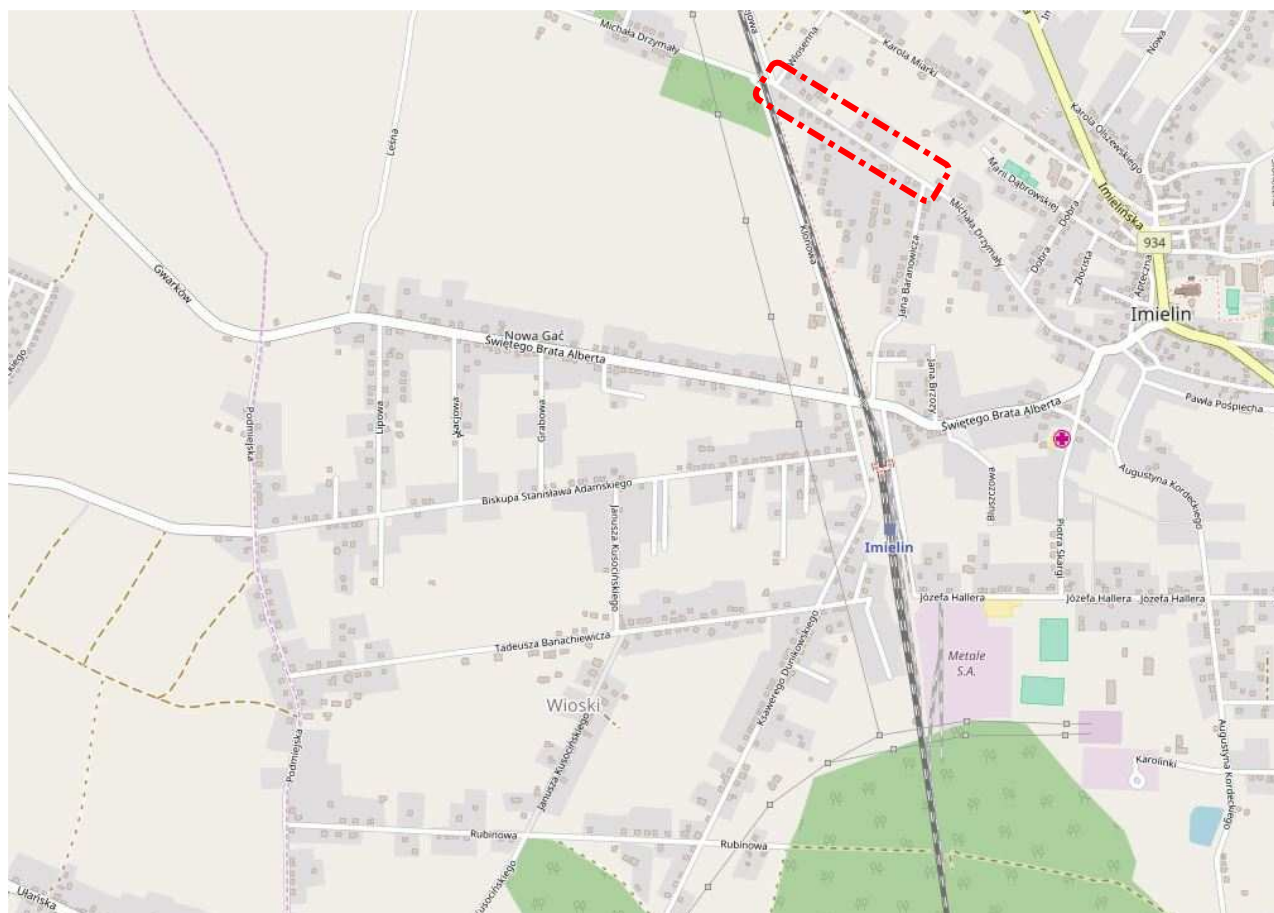 Michała Drzymały
Wiosenna
Karola Miarki
Nowa
Karola Olszewskiego
Leśna
Marii Dąbrowskiej
Imielińska
Dobra
Michała Drzymały
Klonowa
934
Gwarków
Jana Baranowicza
Dobra
Złocista
Apteczna
Imielin
Nowa Gać
Świętego Brata Alberta
Jana Brzozy
Pawła Pośpiecha
Podmiejska
Lipowa
Akacjowa
Grabowa
Świętego Brata Alberta
Augustyna Kordeckiego
Biskupa Stanisława Adamskiego
Bluszczowa
Janusza Kusocińskiego
Piotra Skargi
Imielin
Józefa Hallera
Józefa Hallera
Józefa Hallera
Tadeusza Banachiewicza
Metale
S.A.
Ksawerego Dunikowskiego
Wioski
Podmiejska
Janusza Kusocińskiego
Augustyna Kordeckiego
Karolinki
Rubinowa
Rubinowa
Ułańska
Kusocińskiego